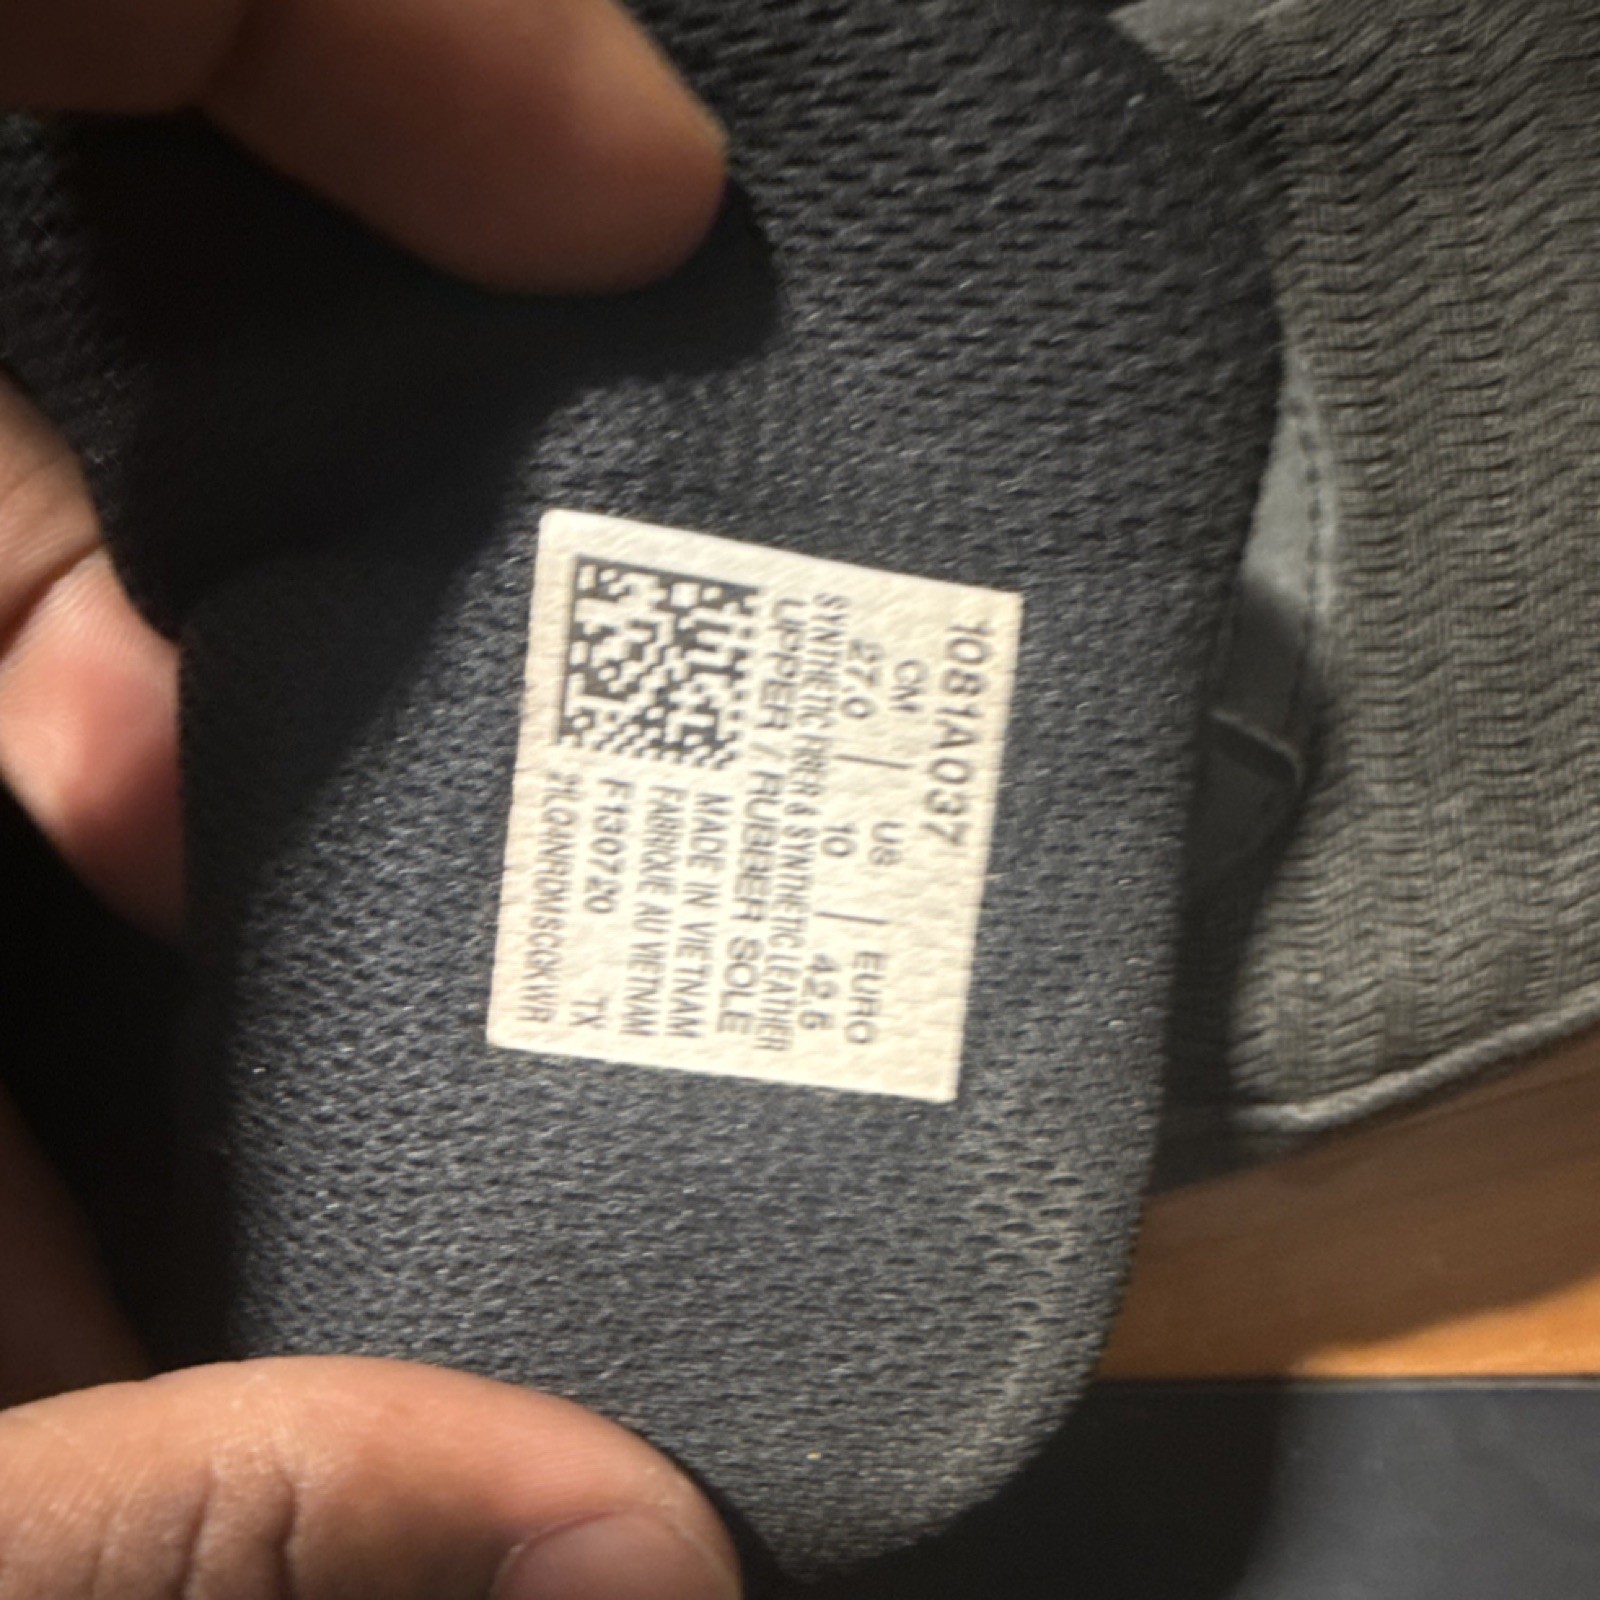 1081A037
CM | US | EURO
27.0 | 10 | 42.5
SYNTHETIC FIBER & SYNTHETIC LEATHER
UPPER / RUBBER SOLE
MADE IN VIETNAM
FABRIQUE AU VIETNAM
F130720 TX